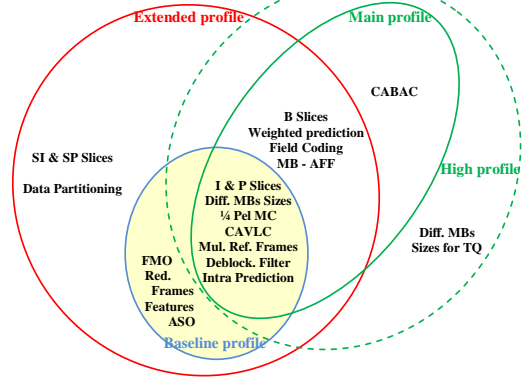 Extended profile
Main profile
CABAC
B Slices
Weighted prediction
Field Coding
MB - AFF
SI & SP Slices
Data Partitioning
High profile
I & P Slices
Diff. MBs Sizes
¼ Pel MC
CAVLC
Mul. Ref. Frames
Deblock. Filter
Intra Prediction
Diff. MBs
Sizes for TQ
FMO
Red.
Frames
Features
ASO
Baseline profile